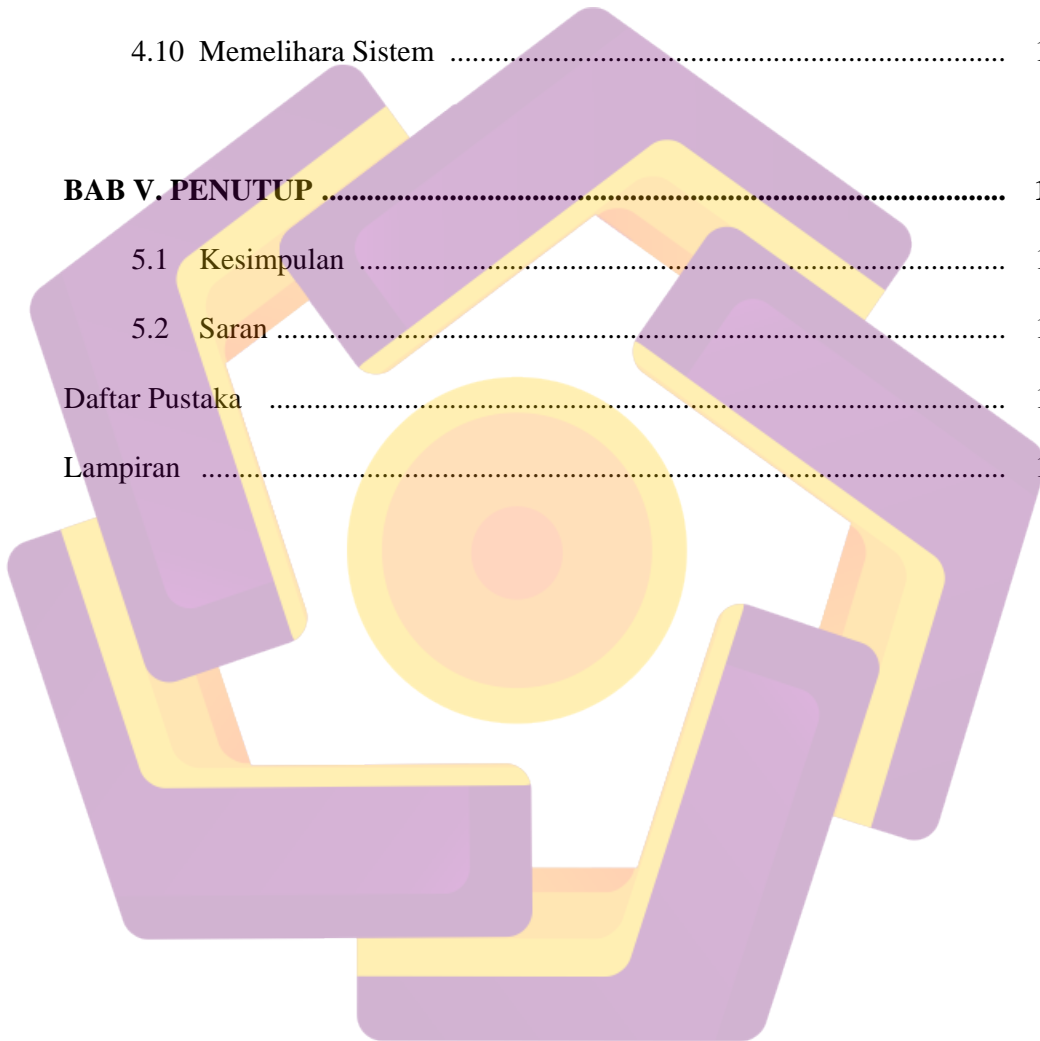 4.10 Memelihara Sistem ..........................................................................
BAB V. PENUTUP ..........................................................................................
5.1 Kesimpulan .....................................................................................
5.2 Saran ................................................................................................
Daftar Pustaka .................................................................................................
Lampiran ..........................................................................................................